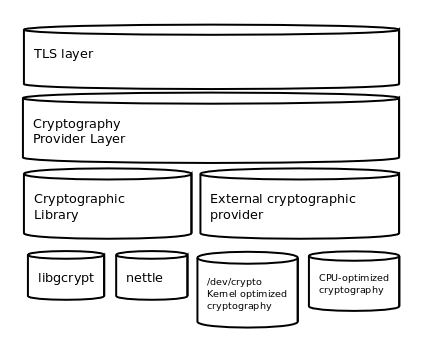 TLS layer
Cryptography
Provider Layer
Cryptographic
Library
External cryptographic
provider
libgcrypt
nettle
/dev/crypto
Kernel optimized
cryptography
CPU-optimized
cryptography